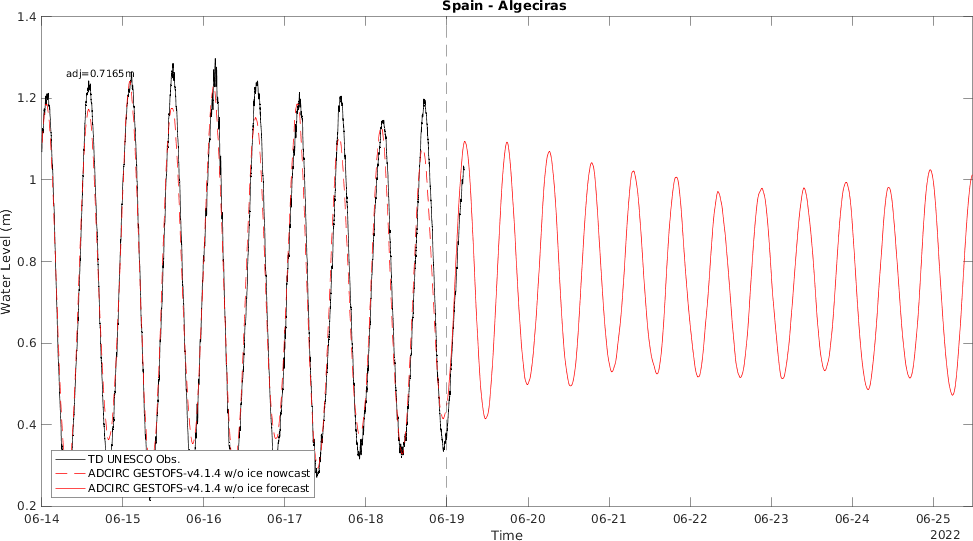 Spain - Algeciras
1.4
adj=0.7165m
1.2
1
0.8
0.6
0.4
0.2
Water Level (m)
TD UNESCO Obs.
ADCIRC GESTOFS-v4.1.4 w/o ice nowcast
ADCIRC GESTOFS-v4.1.4 w/o ice forecast
06-14 06-15 06-16 06-17 06-18 06-19 06-20 06-21 06-22 06-23 06-24 06-25
Time 2022